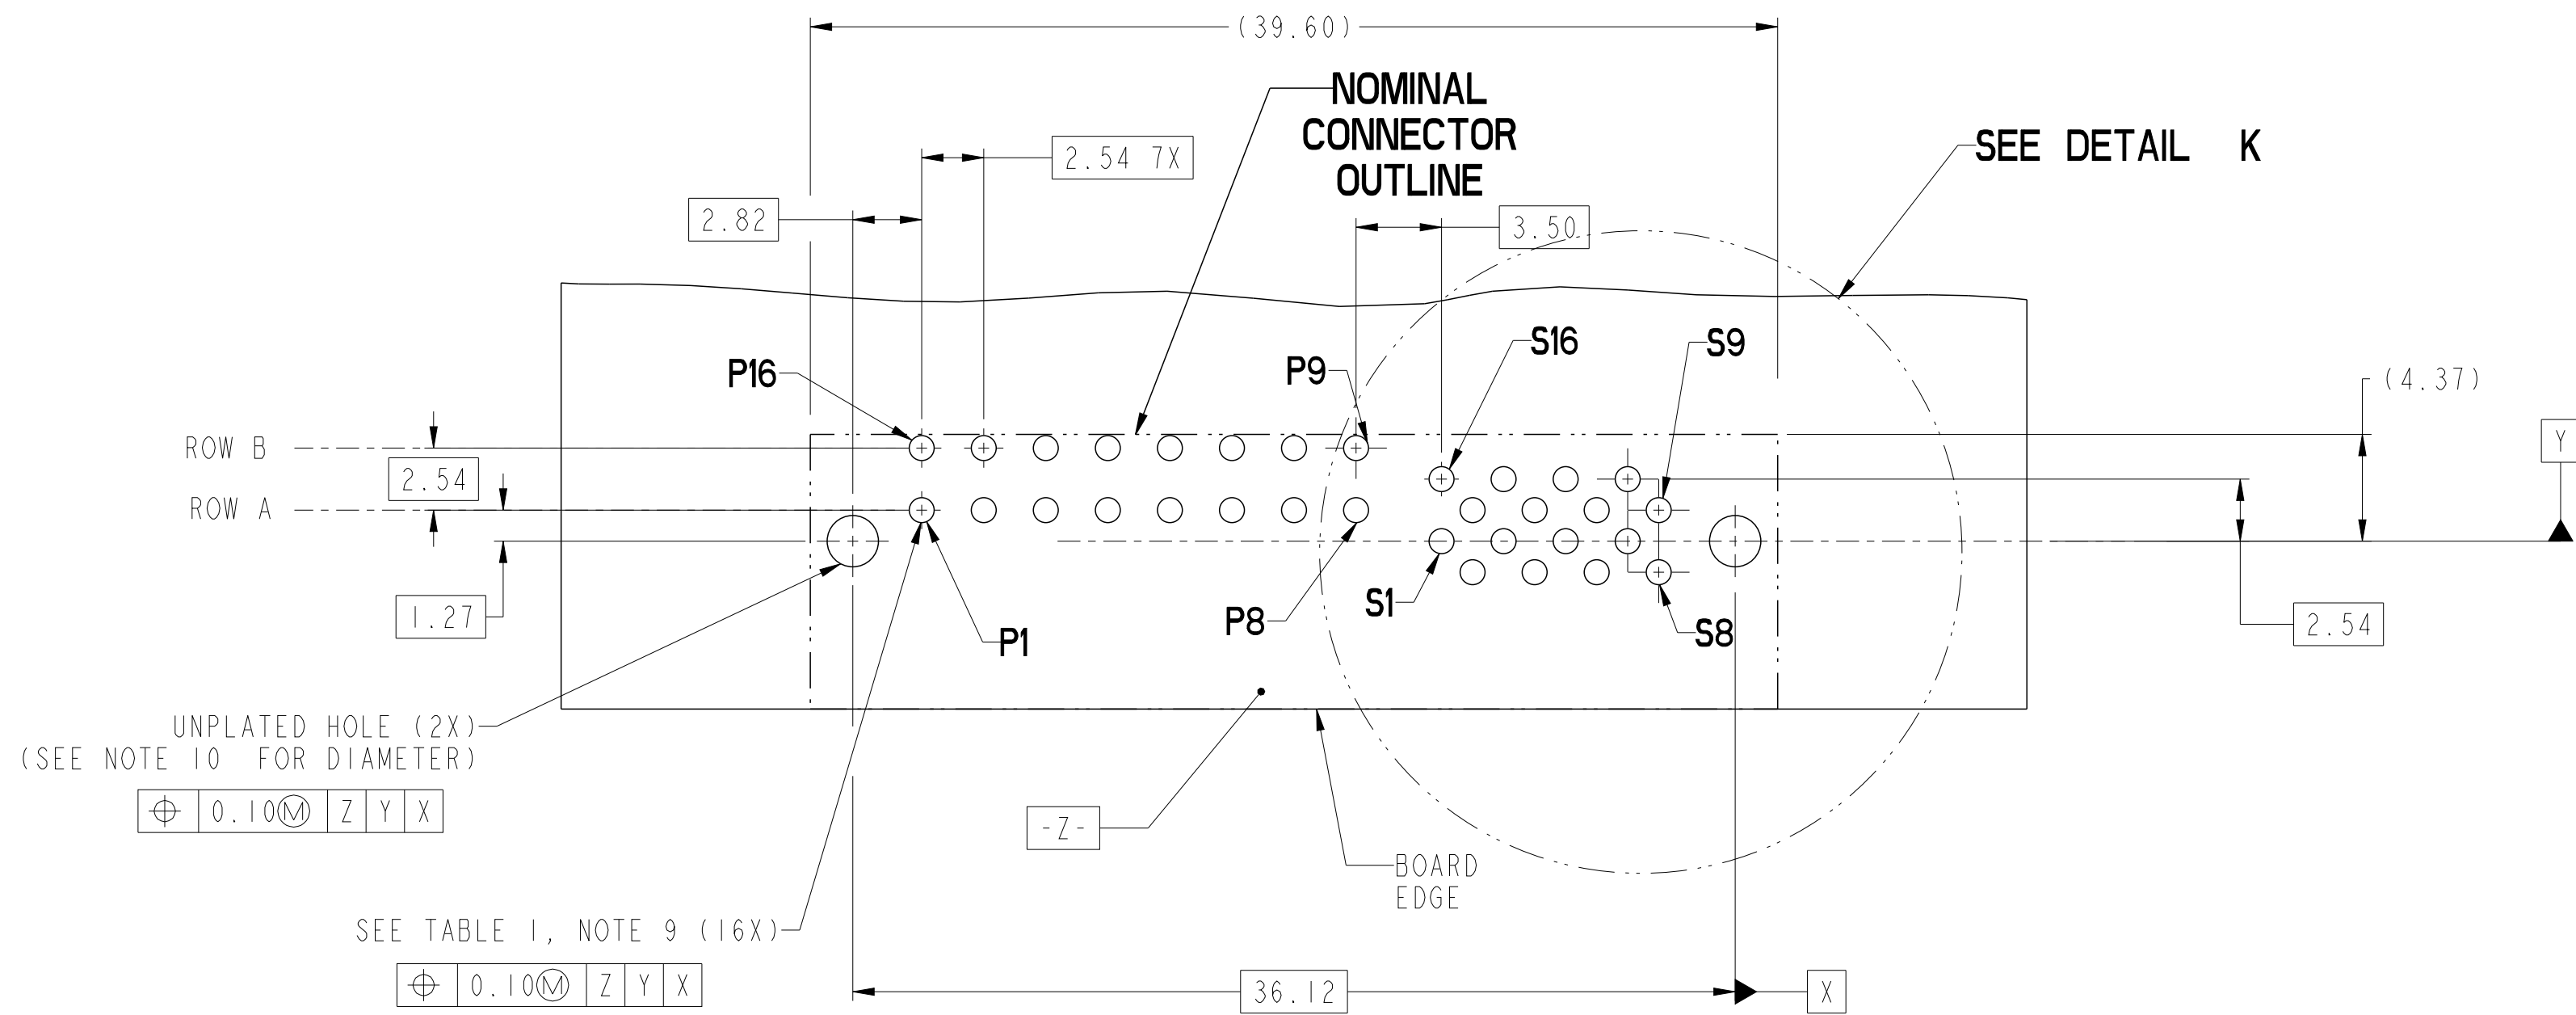 (39.60)
NOMINAL
CONNECTOR
OUTLINE
SEE DETAIL K
2.54 7X
2.82
3.50
S16
S9
P16
P9
(4.37)
Y
ROW B
2.54
ROW A
1.27
P1
P8
S1
S8
2.54
UNPLATED HOLE (2X)
(SEE NOTE 10 FOR DIAMETER)
⌖ 0.10Ⓜ Z Y X
-Z-
BOARD
EDGE
SEE TABLE 1, NOTE 9 (16X)
⌖ 0.10Ⓜ Z Y X
36.12
X